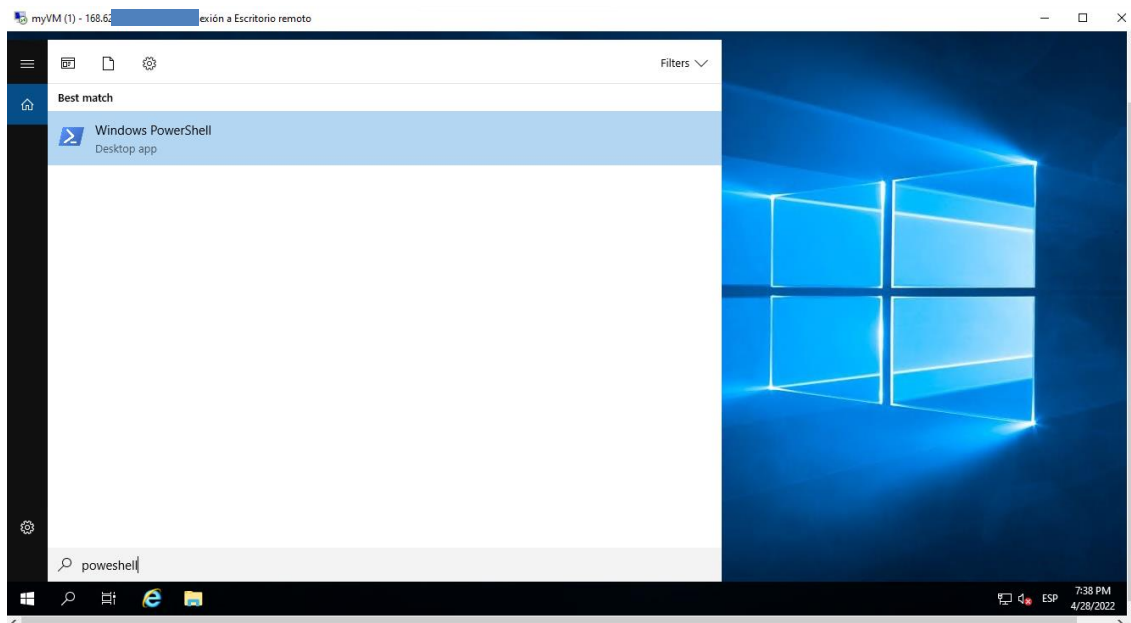 myVM (1) - 168.62 exión a Escritorio remoto
Filters
Best match
Windows PowerShell
Desktop app
poweshell
ESP
7:38 PM
4/28/2022